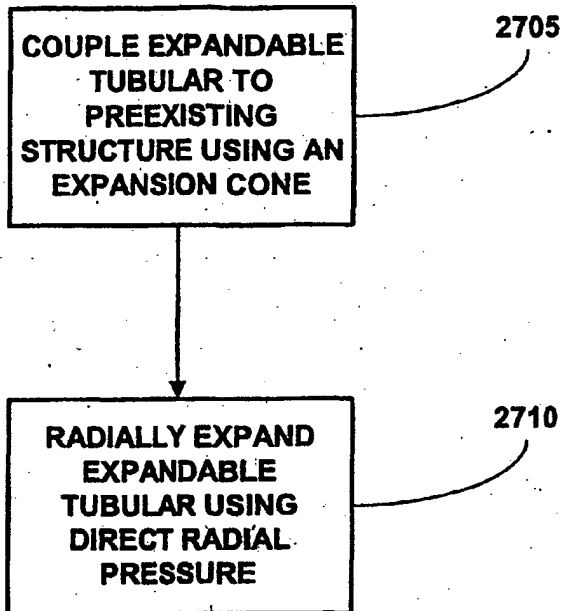 2705
COUPLE EXPANDABLE
TUBULAR TO
PREEXISTING
STRUCTURE USING AN
EXPANSION CONE
2710
RADIALLY EXPAND
EXPANDABLE
TUBULAR USING
DIRECT RADIAL
PRESSURE